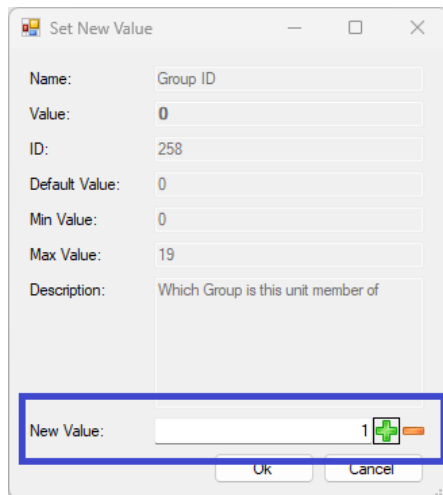 Set New Value
Name: Group ID
Value: 0
ID: 258
Default Value: 0
Min Value: 0
Max Value: 19
Description: Which Group is this unit member of
New Value: 1
Ok Cancel